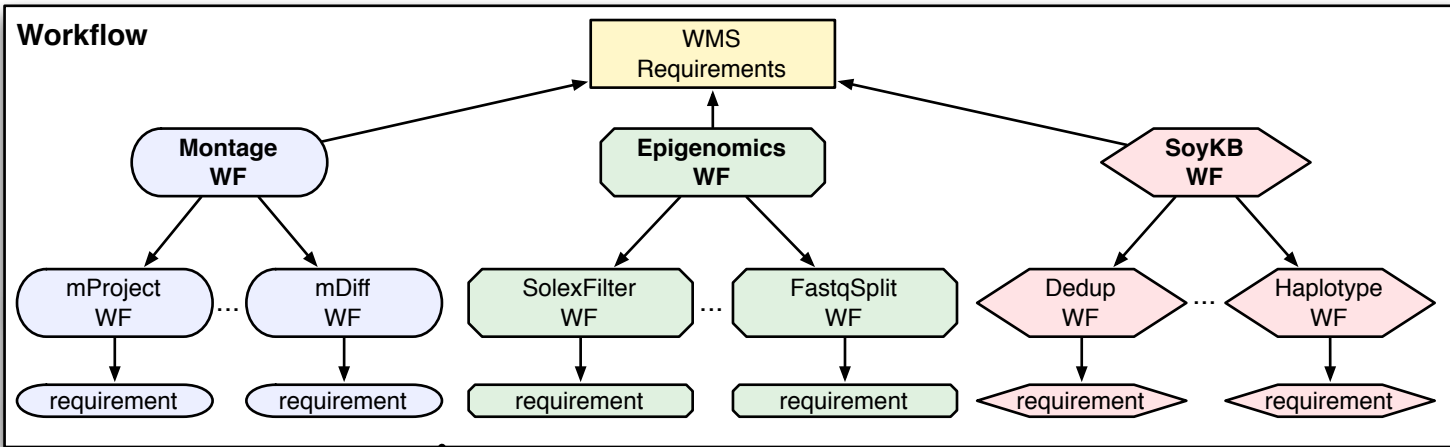 Workflow
WMS
Requirements
Montage
WF
Epigenomics
WF
SoyKB
WF
mProject
WF
...
mDiff
WF
SolexFilter
WF
...
FastqSplit
WF
Dedup
WF
...
Haplotype
WF
requirement
requirement
requirement
requirement
requirement
requirement